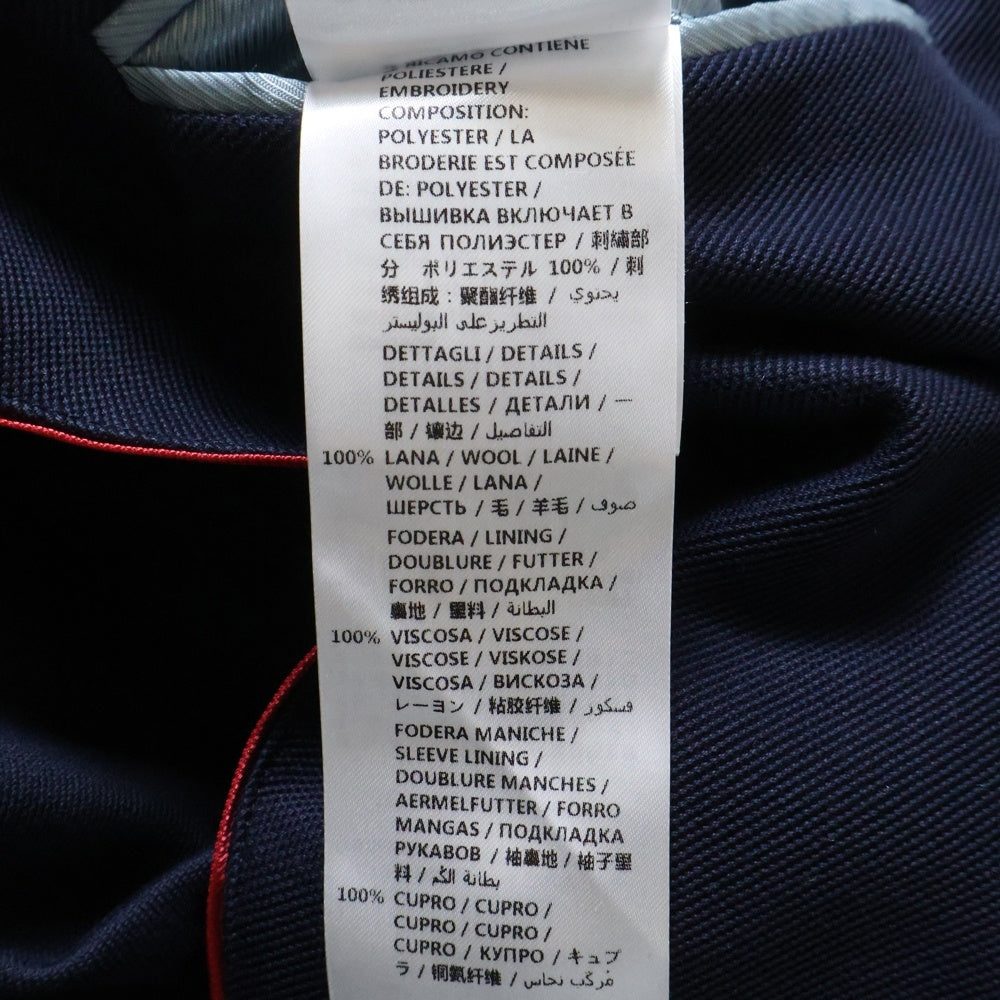 RICAMO CONTIENE
POLIESTERE /
EMBROIDERY
COMPOSITION:
POLYESTER / LA
BRODERIE EST COMPOSÉE
DE: POLYESTER /
ВЫШИВКА ВКЛЮЧАЕТ В
СЕБЯ ПОЛИЭСТЕР / 刺繍部
分 ポリエステル 100% / 刺
绣组成：聚酯纤维 / يحتوي
التطريز على البوليستر
DETTAGLI / DETAILS /
DETAILS / DETAILS /
DETALLES / ДЕТАЛИ / 一
部 / 镶边 / التفاصيل
100% LANA / WOOL / LAINE /
WOLLE / LANA /
ШЕРСТЬ / 毛 / 羊毛 / صوف
FODERA / LINING /
DOUBLURE / FUTTER /
FORRO / ПОДКЛАДКА /
裏地 / 里料 / البطانة
100% VISCOSA / VISCOSE /
VISCOSE / VISKOSE /
VISCOSA / ВИСКОЗА /
レーヨン / 粘胶纤维 / فسكور
FODERA MANICHE /
SLEEVE LINING /
DOUBLURE MANCHES /
AERMELFUTTER / FORRO
MANGAS / ПОДКЛАДКА
РУКАВОВ / 袖裏地 / 袖子里
料 / بطانة الكُم
100% CUPRO / CUPRO /
CUPRO / CUPRO /
CUPRO / КУПРО / キュプ
ラ / 铜氨纤维 / مُركّب نحاس